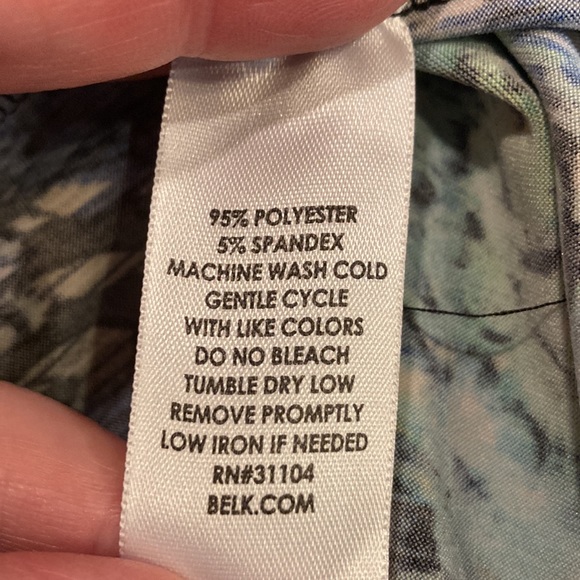 95% POLYESTER
5% SPANDEX
MACHINE WASH COLD
GENTLE CYCLE
WITH LIKE COLORS
DO NO BLEACH
TUMBLE DRY LOW
REMOVE PROMPTLY
LOW IRON IF NEEDED
RN#31104
BELK.COM